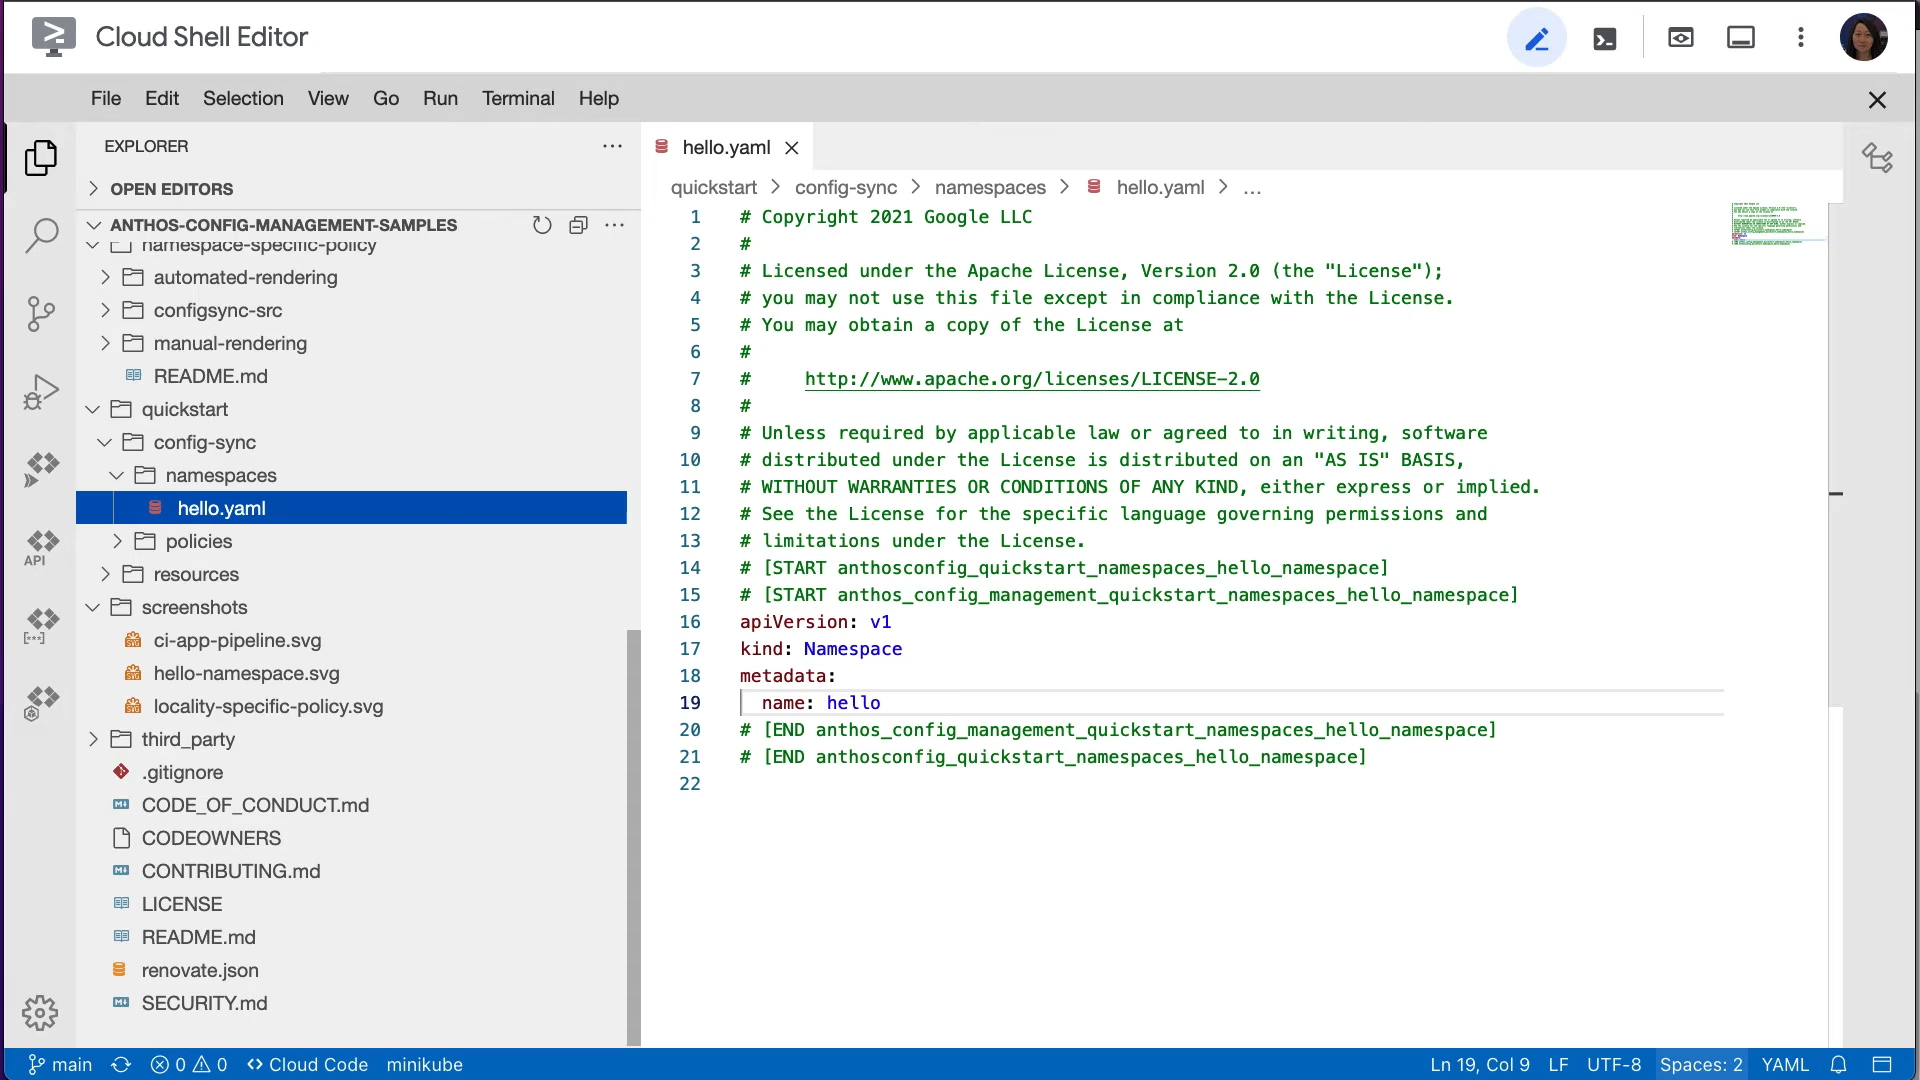 Cloud Shell Editor
File Edit Selection View Go Run Terminal Help
EXPLORER
OPEN EDITORS
ANTHOS-CONFIG-MANAGEMENT-SAMPLES
namespace-specific-policy
automated-rendering
configsync-src
manual-rendering
README.md
quickstart
config-sync
namespaces
hello.yaml
policies
resources
screenshots
ci-app-pipeline.svg
hello-namespace.svg
locality-specific-policy.svg
third_party
.gitignore
CODE_OF_CONDUCT.md
CODEOWNERS
CONTRIBUTING.md
LICENSE
README.md
renovate.json
SECURITY.md
API
hello.yaml
quickstart > config-sync > namespaces > hello.yaml > ...
1 # Copyright 2021 Google LLC
2 #
3 # Licensed under the Apache License, Version 2.0 (the "License");
4 # you may not use this file except in compliance with the License.
5 # You may obtain a copy of the License at
6 #
7 #     http://www.apache.org/licenses/LICENSE-2.0
8 #
9 # Unless required by applicable law or agreed to in writing, software
10 # distributed under the License is distributed on an "AS IS" BASIS,
11 # WITHOUT WARRANTIES OR CONDITIONS OF ANY KIND, either express or implied.
12 # See the License for the specific language governing permissions and
13 # limitations under the License.
14 # [START anthosconfig_quickstart_namespaces_hello_namespace]
15 # [START anthos_config_management_quickstart_namespaces_hello_namespace]
16 apiVersion: v1
17 kind: Namespace
18 metadata:
19   name: hello
20 # [END anthos_config_management_quickstart_namespaces_hello_namespace]
21 # [END anthosconfig_quickstart_namespaces_hello_namespace]
22
main 0 0 Cloud Code minikube Ln 19, Col 9 LF UTF-8 Spaces: 2 YAML